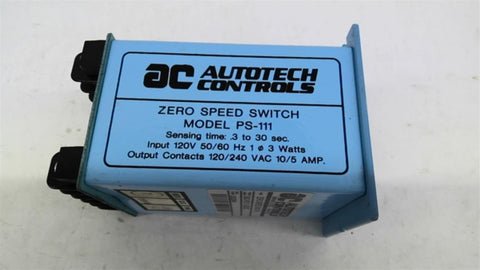 ac AUTOTECH
CONTROLS
ZERO SPEED SWITCH
MODEL PS-111
Sensing time: .3 to 30 sec.
Input 120V 50/60 Hz 1 ø 3 Watts
Output Contacts 120/240 VAC 10/5 AMP.